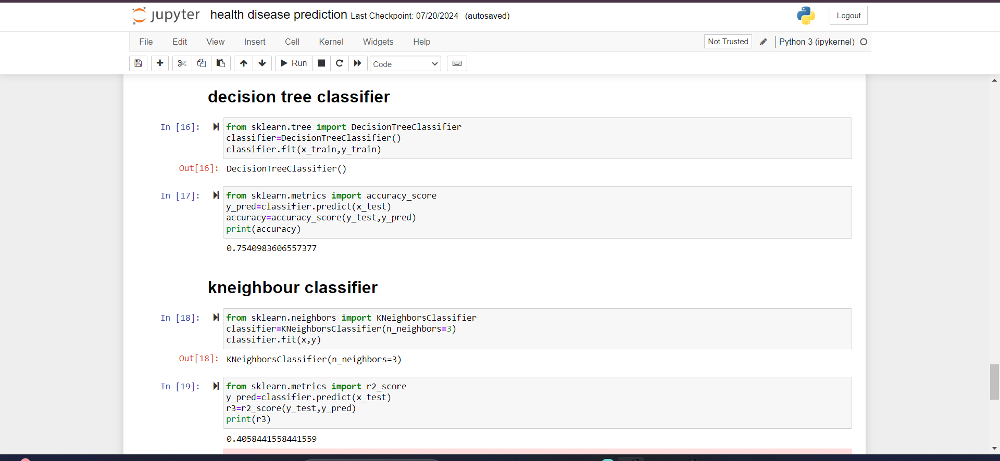 jupyter health disease prediction Last Checkpoint: 07/20/2024 (autosaved) Logout
File Edit View Insert Cell Kernel Widgets Help Not Trusted Python 3 (ipykernel)
Run Code
decision tree classifier
In [16]: from sklearn.tree import DecisionTreeClassifier
classifier=DecisionTreeClassifier()
classifier.fit(x_train,y_train)
Out[16]: DecisionTreeClassifier()
In [17]: from sklearn.metrics import accuracy_score
y_pred=classifier.predict(x_test)
accuracy=accuracy_score(y_test,y_pred)
print(accuracy)
0.7540983606557377
kneighbour classifier
In [18]: from sklearn.neighbors import KNeighborsClassifier
classifier=KNeighborsClassifier(n_neighbors=3)
classifier.fit(x,y)
Out[18]: KNeighborsClassifier(n_neighbors=3)
In [19]: from sklearn.metrics import r2_score
y_pred=classifier.predict(x_test)
r3=r2_score(y_test,y_pred)
print(r3)
0.4058441558441559